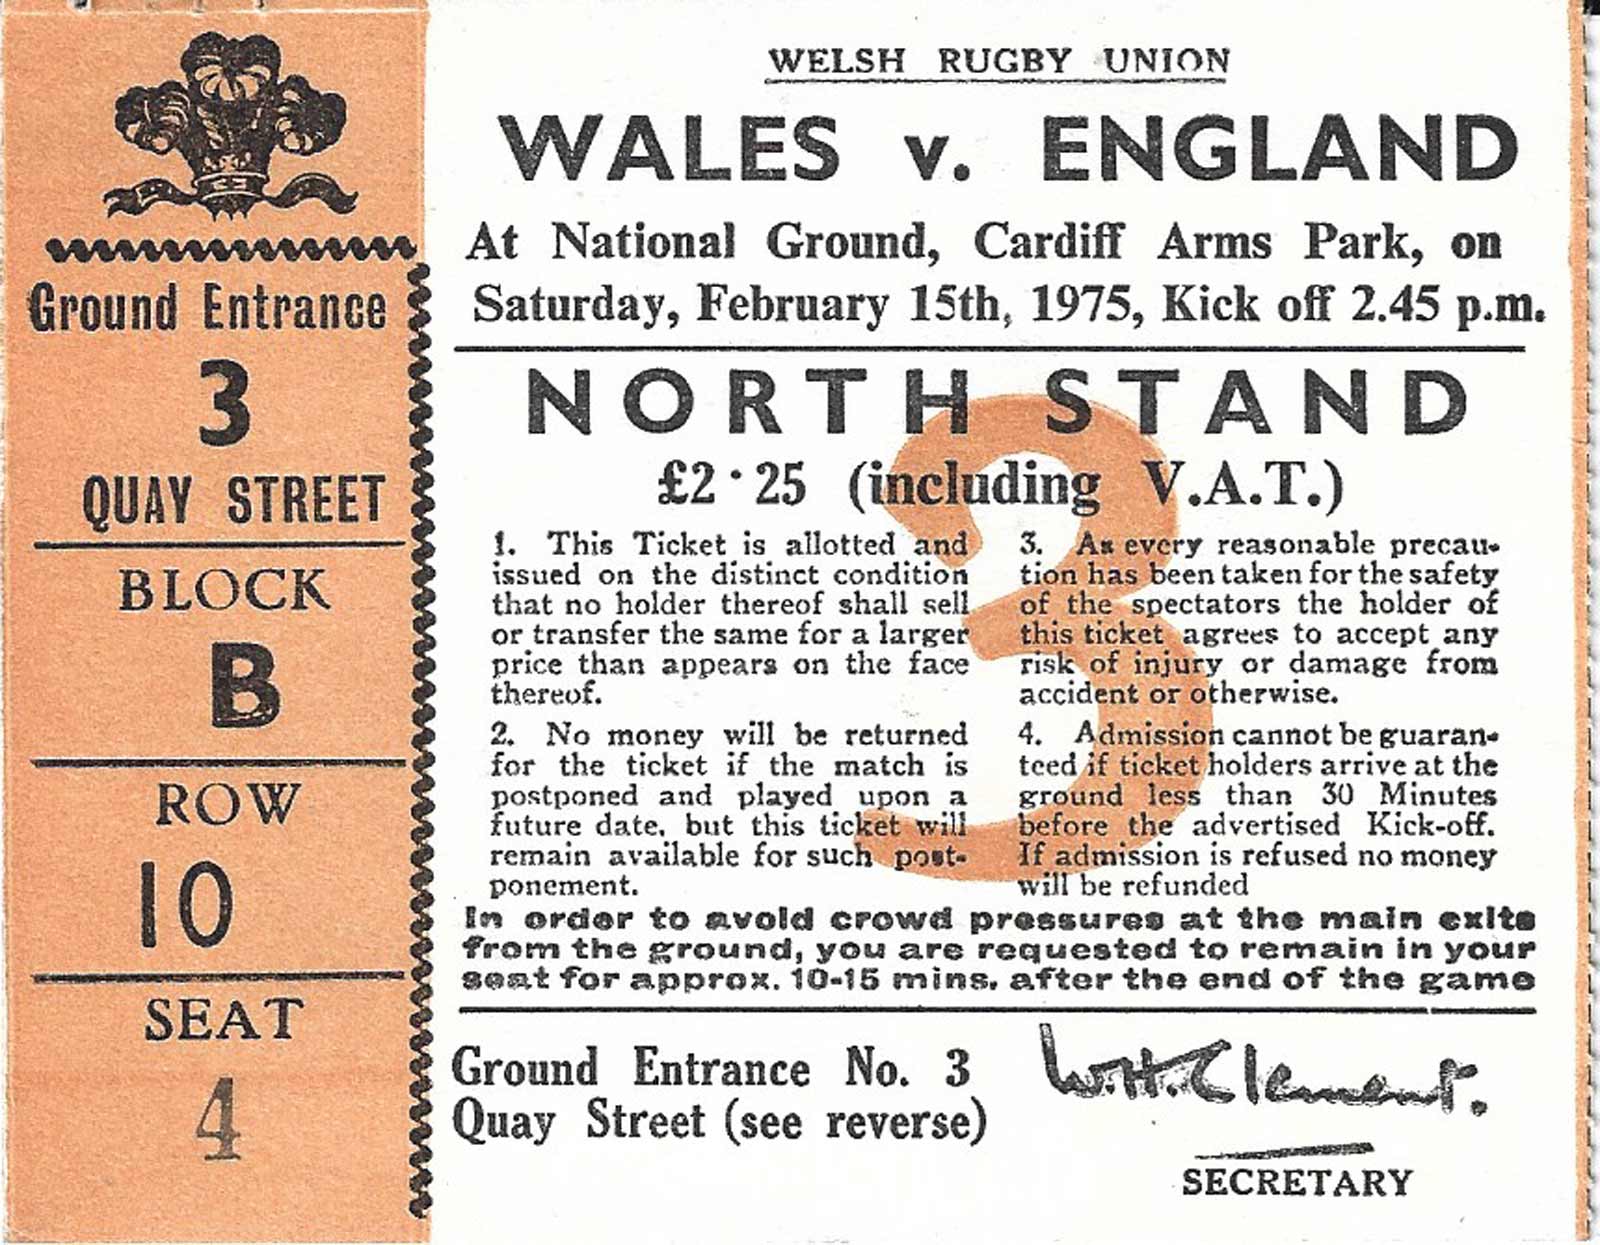 Ground Entrance
3
QUAY STREET
BLOCK
B
ROW
10
SEAT
4
WELSH RUGBY UNION
WALES v. ENGLAND
At National Ground, Cardiff Arms Park, on
Saturday, February 15th, 1975, Kick off 2.45 p.m.
NORTH STAND
3
£2·25 (including V.A.T.)
1. This Ticket is allotted and
issued on the distinct condition
that no holder thereof shall sell
or transfer the same for a larger
price than appears on the face
thereof.
2. No money will be returned
for the ticket if the match is
postponed and played upon a
future date, but this ticket will
remain available for such post-
ponement.
3. As every reasonable precau-
tion has been taken for the safety
of the spectators the holder of
this ticket agrees to accept any
risk of injury or damage from
accident or otherwise.
4. Admission cannot be guaran-
teed if ticket holders arrive at the
ground less than 30 Minutes
before the advertised Kick-off.
If admission is refused no money
will be refunded
In order to avoid crowd pressures at the main exits
from the ground, you are requested to remain in your
seat for approx. 10-15 mins. after the end of the game
Ground Entrance No. 3
Quay Street (see reverse)
W.H. Clement.
SECRETARY